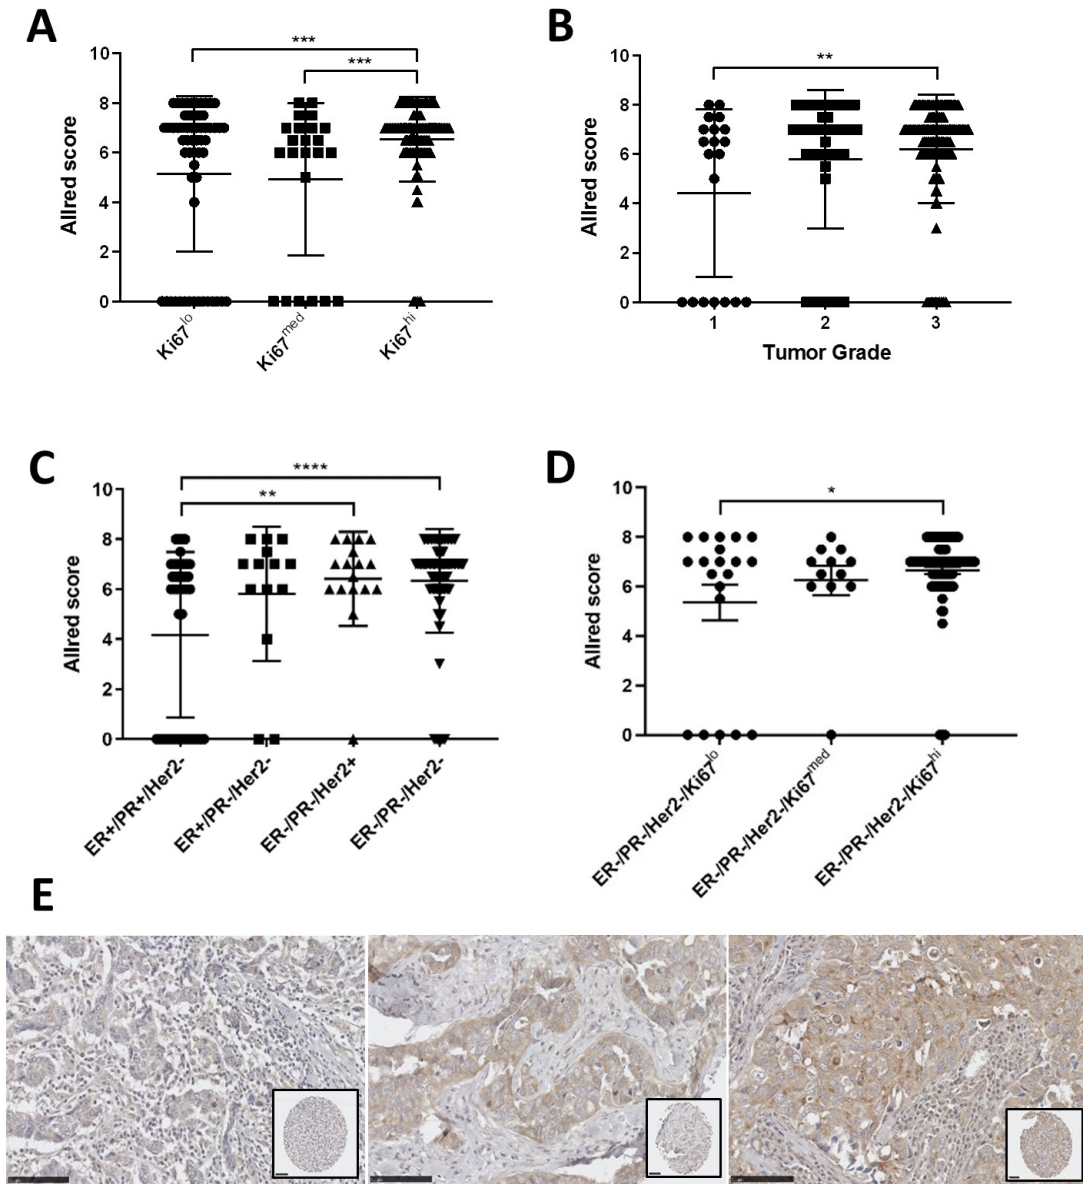 A
Allred score
10
8
6
4
2
0
***
***
Ki67lo
Ki67med
Ki67hi
B
Allred score
10
8
6
4
2
0
**
1
2
3
Tumor Grade
C
Allred score
10
8
6
4
2
0
****
**
ER+/PR+/Her2-
ER+/PR-/Her2-
ER-/PR-/Her2+
ER-/PR-/Her2-
D
Allred score
10
8
6
4
2
0
*
ER-/PR-/Her2-/Ki67lo
ER-/PR-/Her2-/Ki67med
ER-/PR-/Her2-/Ki67hi
E